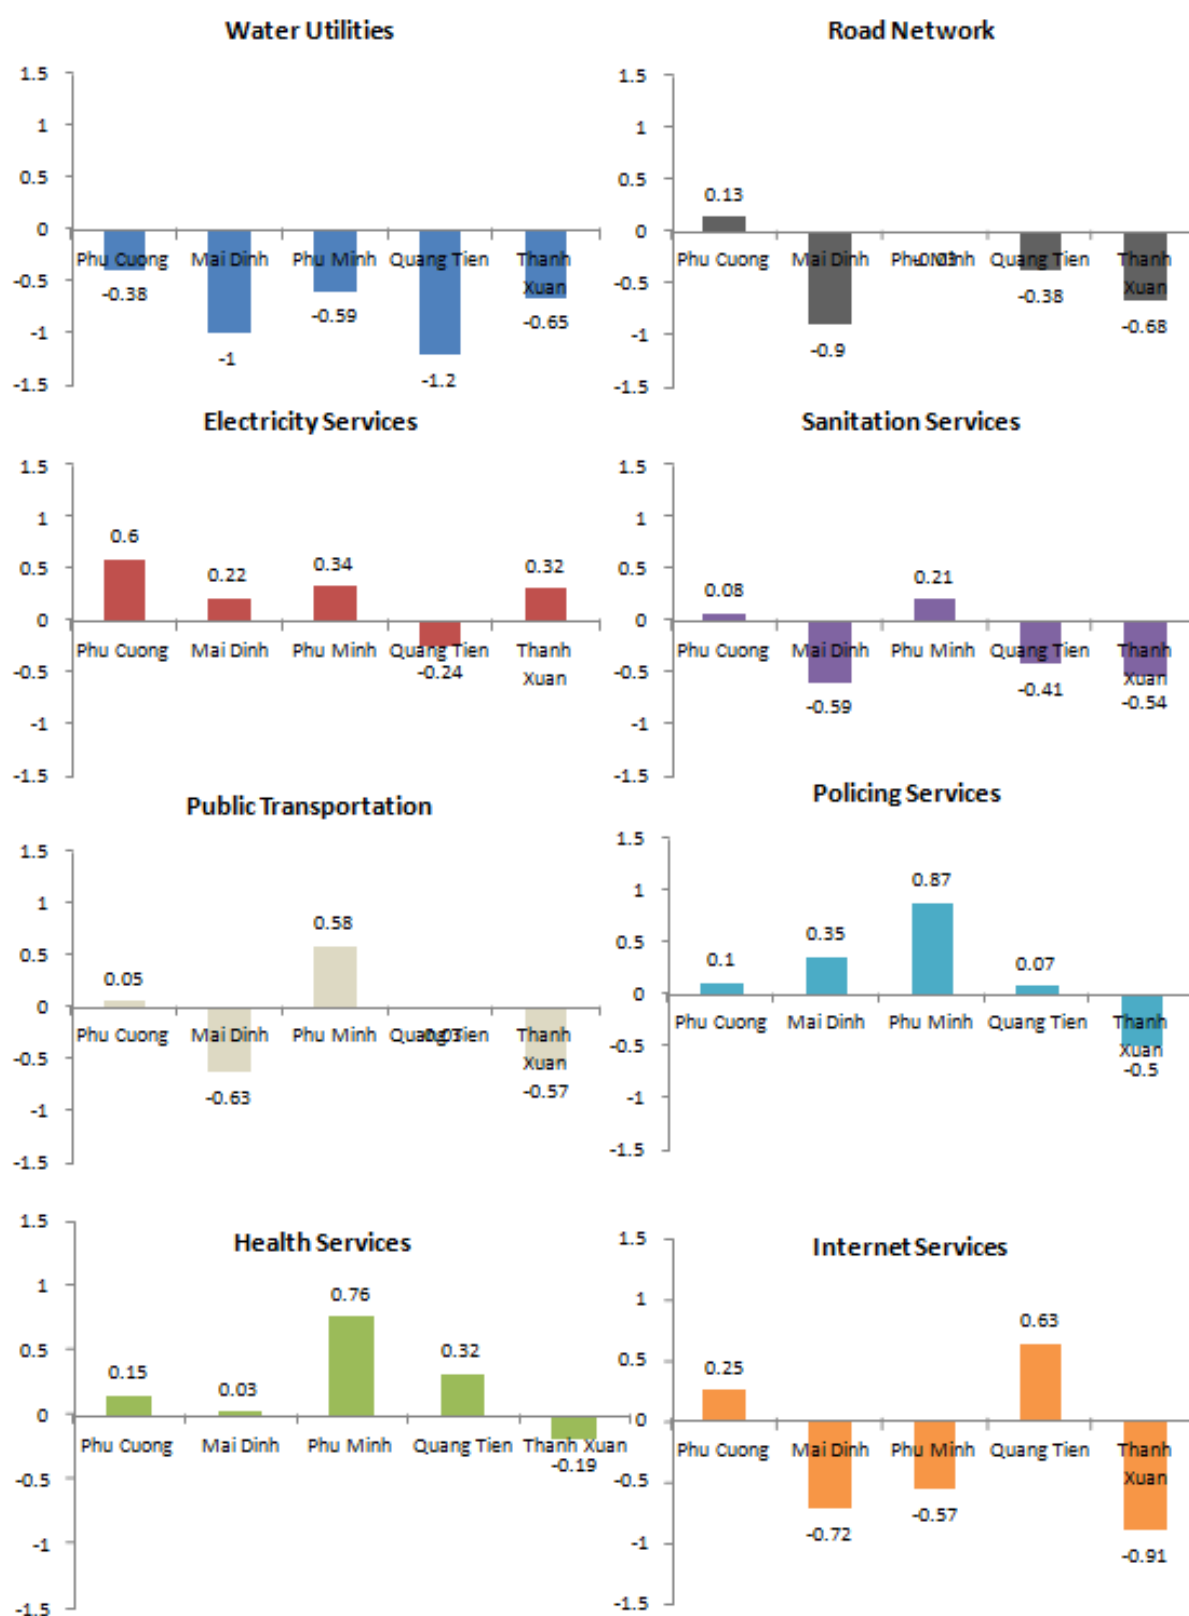 Water Utilities
1.5
1
0.5
0
-0.5
-1
-1.5
Phu Cuong
Mai Dinh
Phu Minh
Quang Tien
Thanh
Xuan
-0.38
-1
-0.59
-1.2
-0.65
Road Network
1.5
1
0.5
0
-0.5
-1
-1.5
0.13
Phu Cuong
Mai Dinh
Phu Minh
Quang Tien
Thanh
Xuan
-0.9
-0.38
-0.68
Electricity Services
1.5
1
0.5
0
-0.5
-1
-1.5
0.6
0.22
0.34
0.32
Phu Cuong
Mai Dinh
Phu Minh
Quang Tien
Thanh
Xuan
-0.24
Sanitation Services
1.5
1
0.5
0
-0.5
-1
-1.5
0.08
0.21
Phu Cuong
Mai Dinh
Phu Minh
Quang Tien
Thanh
Xuan
-0.59
-0.41
-0.54
Public Transportation
1.5
1
0.5
0
-0.5
-1
-1.5
0.05
0.58
Phu Cuong
Mai Dinh
Phu Minh
Quang Tien
-0.03
Thanh
Xuan
-0.63
-0.57
Policing Services
1.5
1
0.5
0
-0.5
-1
-1.5
0.1
0.35
0.87
0.07
Phu Cuong
Mai Dinh
Phu Minh
Quang Tien
Thanh
Xuan
-0.5
Health Services
1.5
1
0.5
0
-0.5
-1
-1.5
0.15
0.03
0.76
0.32
Phu Cuong
Mai Dinh
Phu Minh
Quang Tien
Thanh Xuan
-0.19
Internet Services
1.5
1
0.5
0
-0.5
-1
-1.5
0.25
0.63
Phu Cuong
Mai Dinh
Phu Minh
Quang Tien
Thanh
Xuan
-0.72
-0.57
-0.91